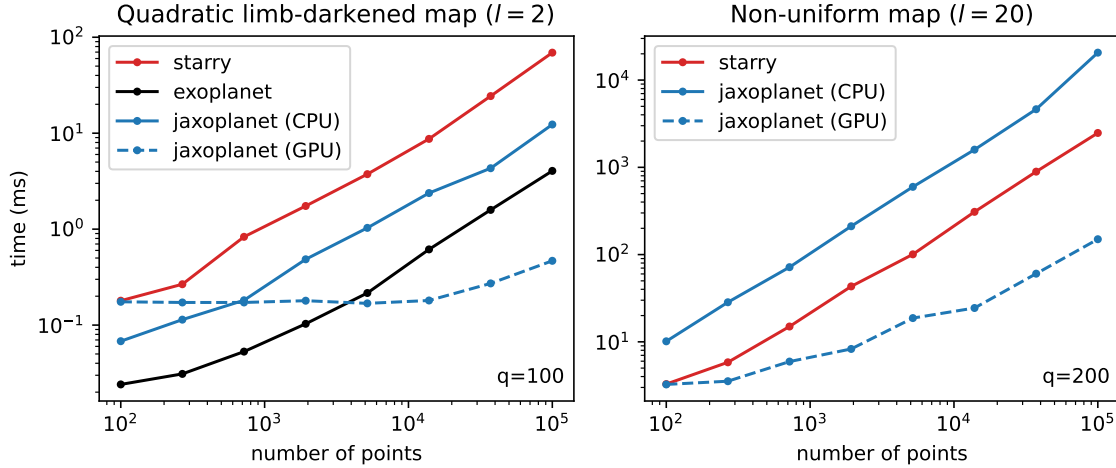 Quadratic limb-darkened map (l = 2)
10^2
10^1
10^0
10^-1
time (ms)
starry
exoplanet
jaxoplanet (CPU)
jaxoplanet (GPU)
q=100
10^2
10^3
10^4
10^5
number of points
Non-uniform map (l = 20)
10^4
10^3
10^2
10^1
starry
jaxoplanet (CPU)
jaxoplanet (GPU)
q=200
10^2
10^3
10^4
10^5
number of points